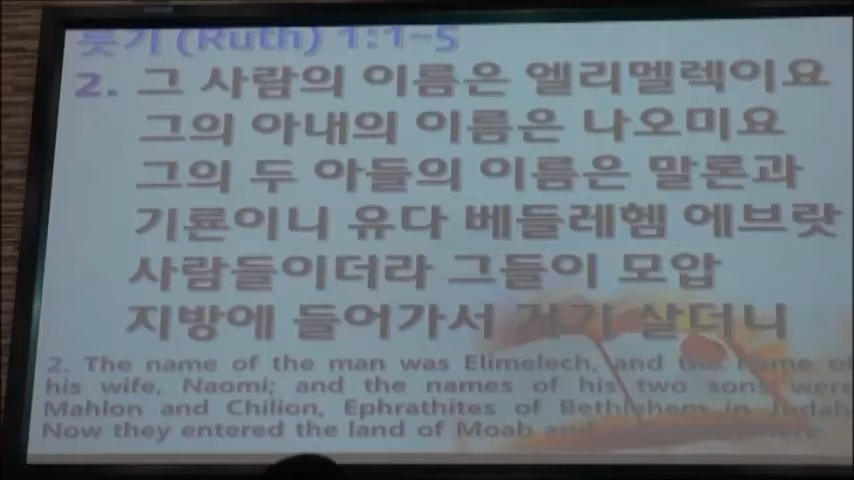 룻기 (Ruth) 1:1-5
2. 그 사람의 이름은 엘리멜렉이요
그의 아내의 이름은 나오미요
그의 두 아들의 이름은 말론과
기룐이니 유다 베들레헴 에브랏
사람들이더라 그들이 모압
지방에 들어가서 거기 살더니
2. The name of the man was Elimelech, and the name of
his wife, Naomi; and the names of his two sons were
Mahlon and Chilion, Ephrathites of Bethlehem in Judah
Now they entered the land of Moab and